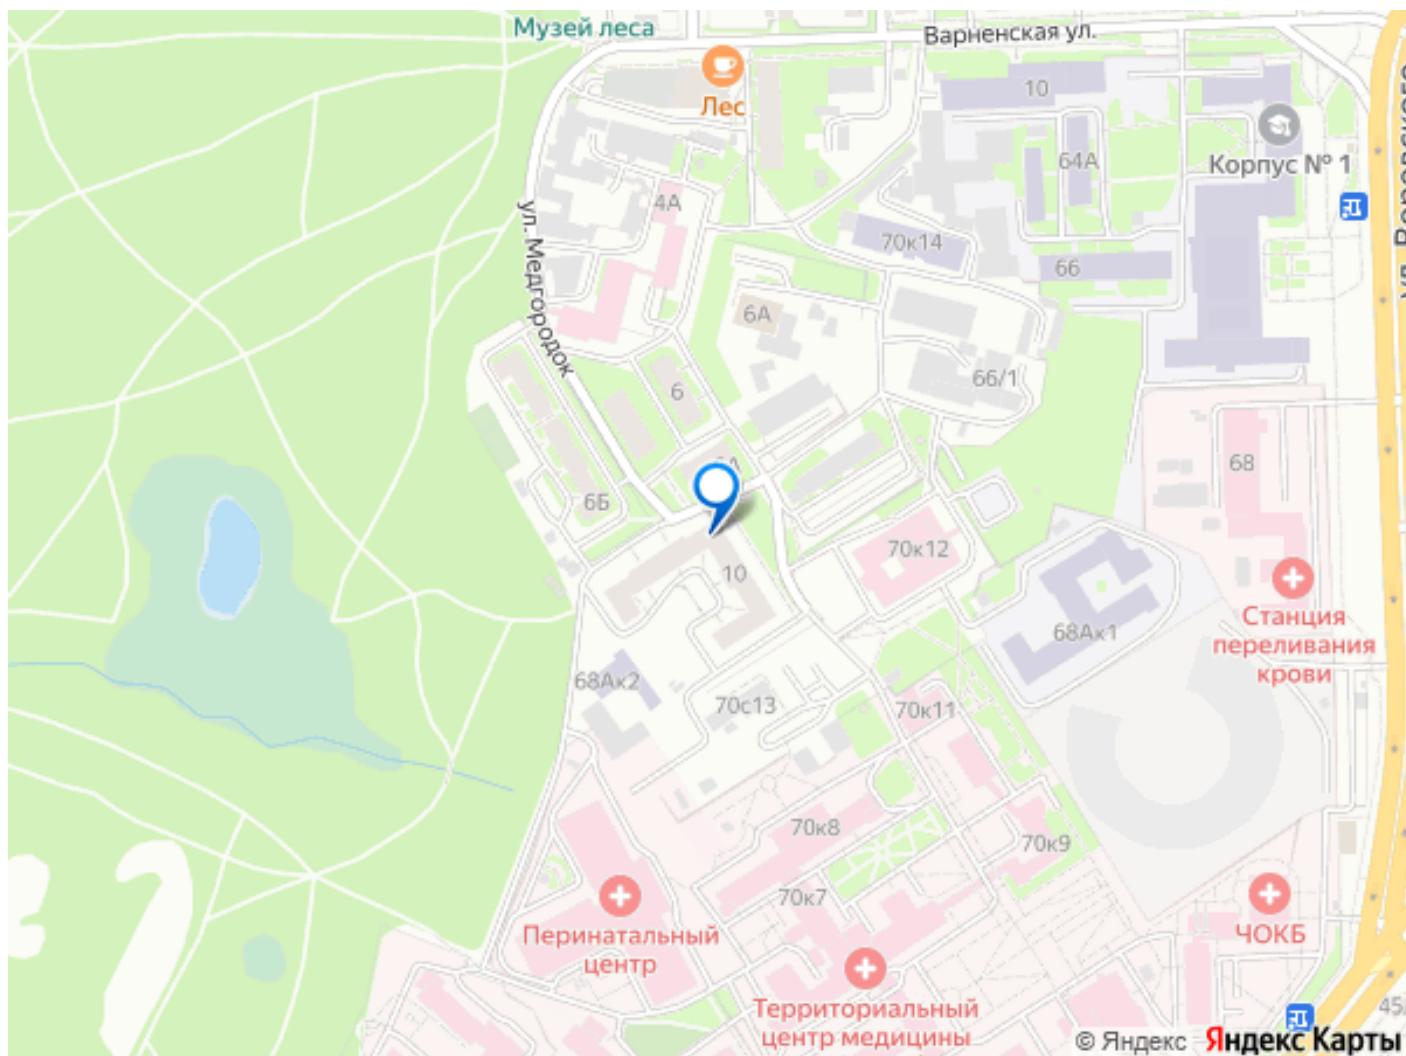 Музей леса
Варненская ул.
Лес
10
64А
Корпус № 1
4А
ул. Медгородок
70к14
66
6А
66/1
6
68
6Б
70к12
10
Станция
переливания
крови
68Ак1
68Ак2
70с13
70к11
70к8
70к9
70к7
Перинатальный
центр
ЧОКБ
Территориальный
центр медицины
© Яндекс Яндекс Карты